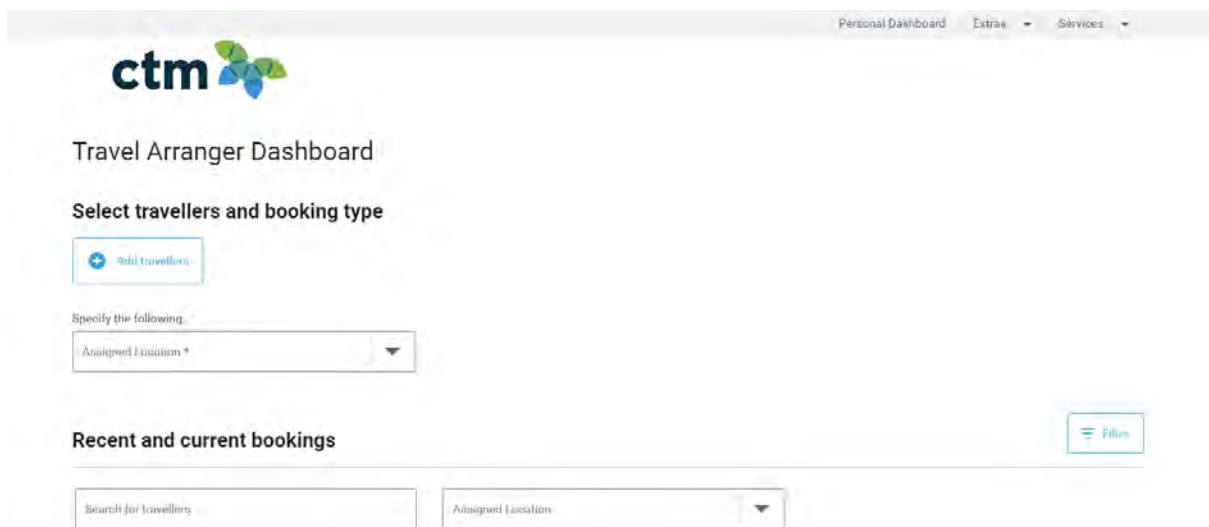 Personal Dashboard Extras Services
ctm
Travel Arranger Dashboard
Select travellers and booking type
Add travellers
Specify the following
Assigned Location *
Recent and current bookings
Filter
Search for travellers Assigned Location